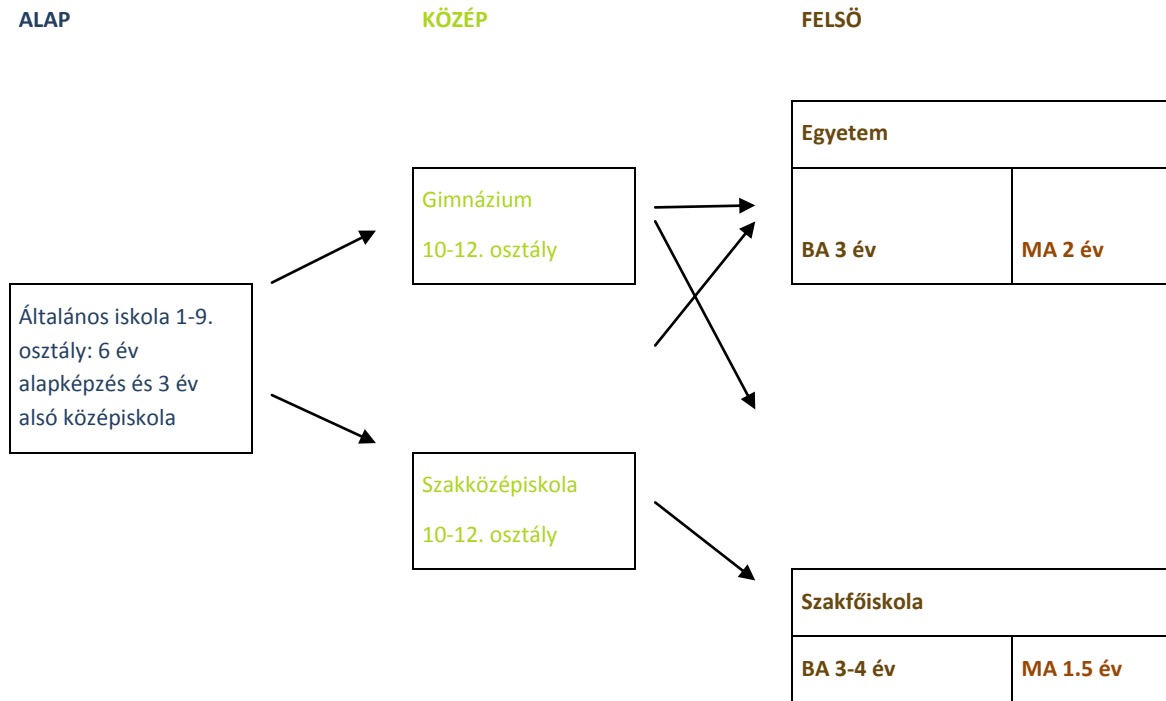 ALAP
KÖZÉP
FELSÖ
Általános iskola 1-9.
osztály: 6 év
alapképzés és 3 év
alsó középiskola
Gimnázium
10-12. osztály
Szakközépiskola
10-12. osztály
Egyetem
BA 3 év
MA 2 év
Szakfőiskola
BA 3-4 év
MA 1.5 év